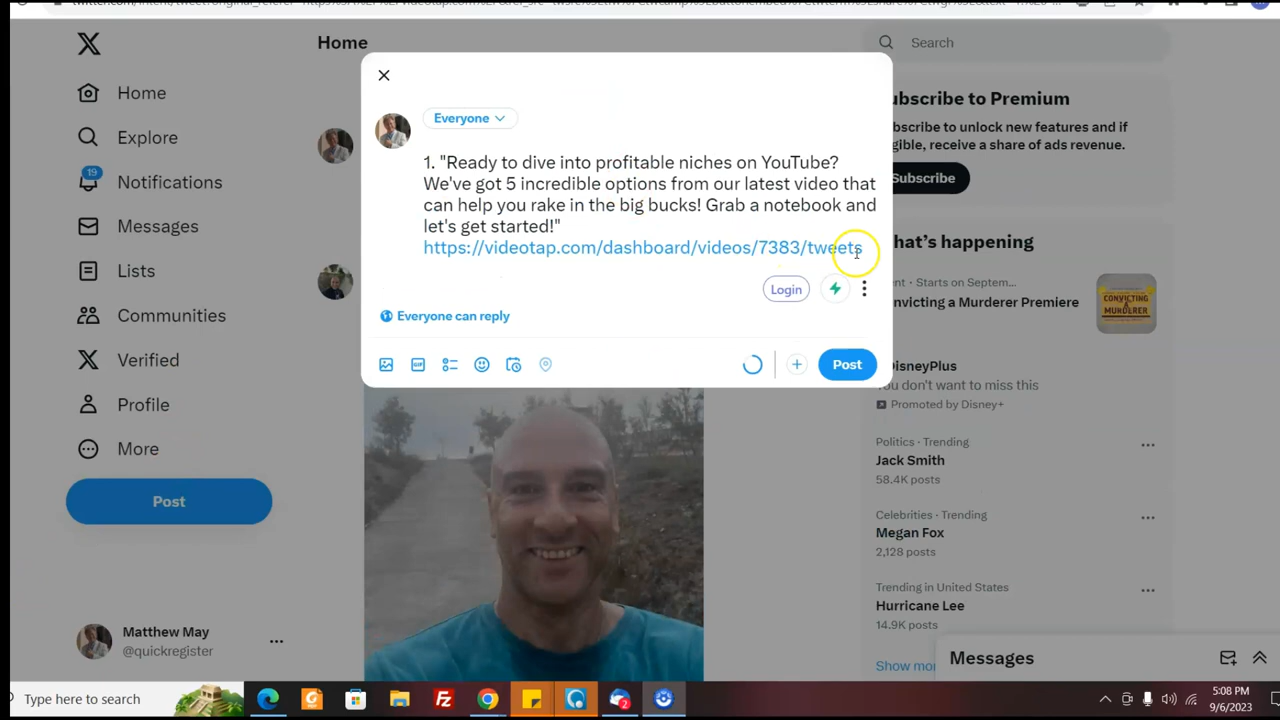 Home
Search
Home
Explore
19
Notifications
Messages
Lists
Communities
Verified
Profile
More
Post
Matthew May
@quickregister
Everyone
1. "Ready to dive into profitable niches on YouTube?
We've got 5 incredible options from our latest video that
can help you rake in the big bucks! Grab a notebook and
let's get started!"
https://videotap.com/dashboard/videos/7383/tweets
Login
Everyone can reply
GIF
Post
ubscribe to Premium
bscribe to unlock new features and if
gible, receive a share of ads revenue.
Subscribe
hat's happening
ent · Starts on Septem...
onvicting a Murderer Premiere
CONVICTING
A
MURDERER
DisneyPlus
You don't want to miss this
Promoted by Disney+
Politics · Trending
Jack Smith
58.4K posts
Celebrities · Trending
Megan Fox
2,128 posts
Trending in United States
Hurricane Lee
14.9K posts
Show mor
Messages
Type here to search
2
5:08 PM
9/6/2023